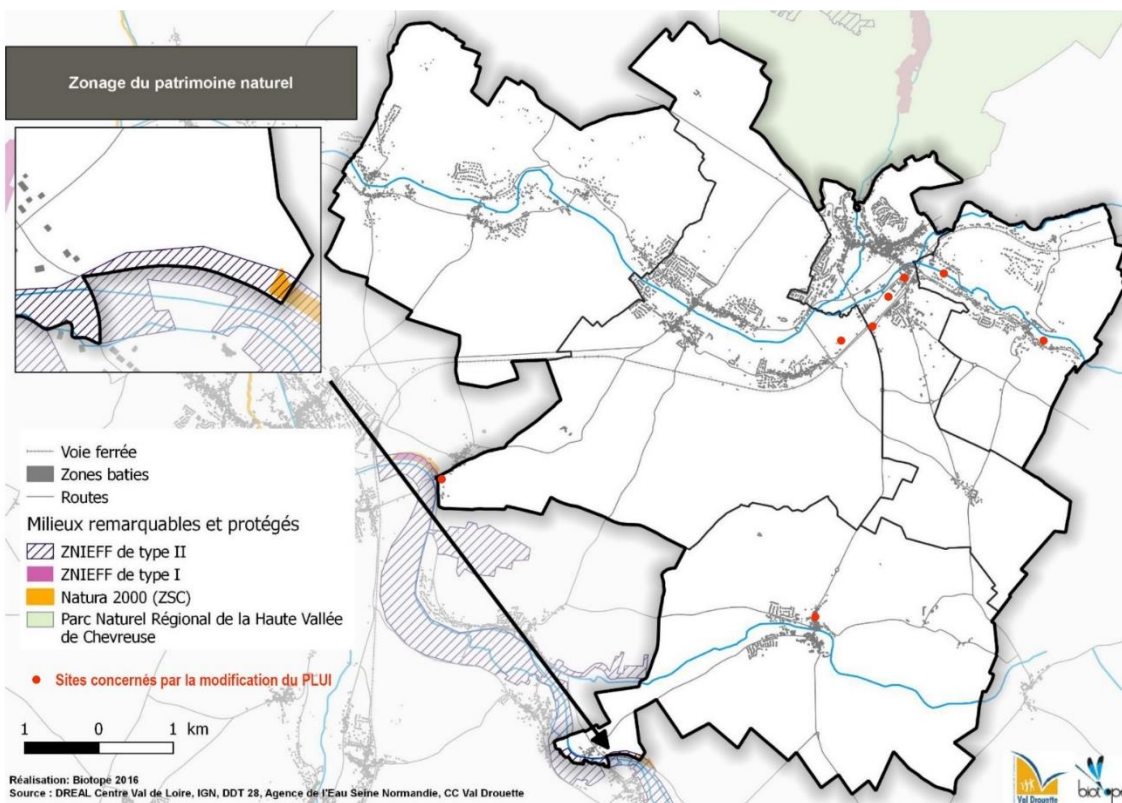 Zonage du patrimoine naturel
Voie ferrée
Zones baties
Routes
Milieux remarquables et protégés
ZNIEFF de type II
ZNIEFF de type I
Natura 2000 (ZSC)
Parc Naturel Régional de la Haute Vallée
de Chevreuse
Sites concernés par la modification du PLUI
1 0 1 km
Réalisation: Biotope 2016
Source : DREAL Centre Val de Loire, IGN, DDT 28, Agence de l'Eau Seine Normandie, CC Val Drouette
Val Drouette
biotope